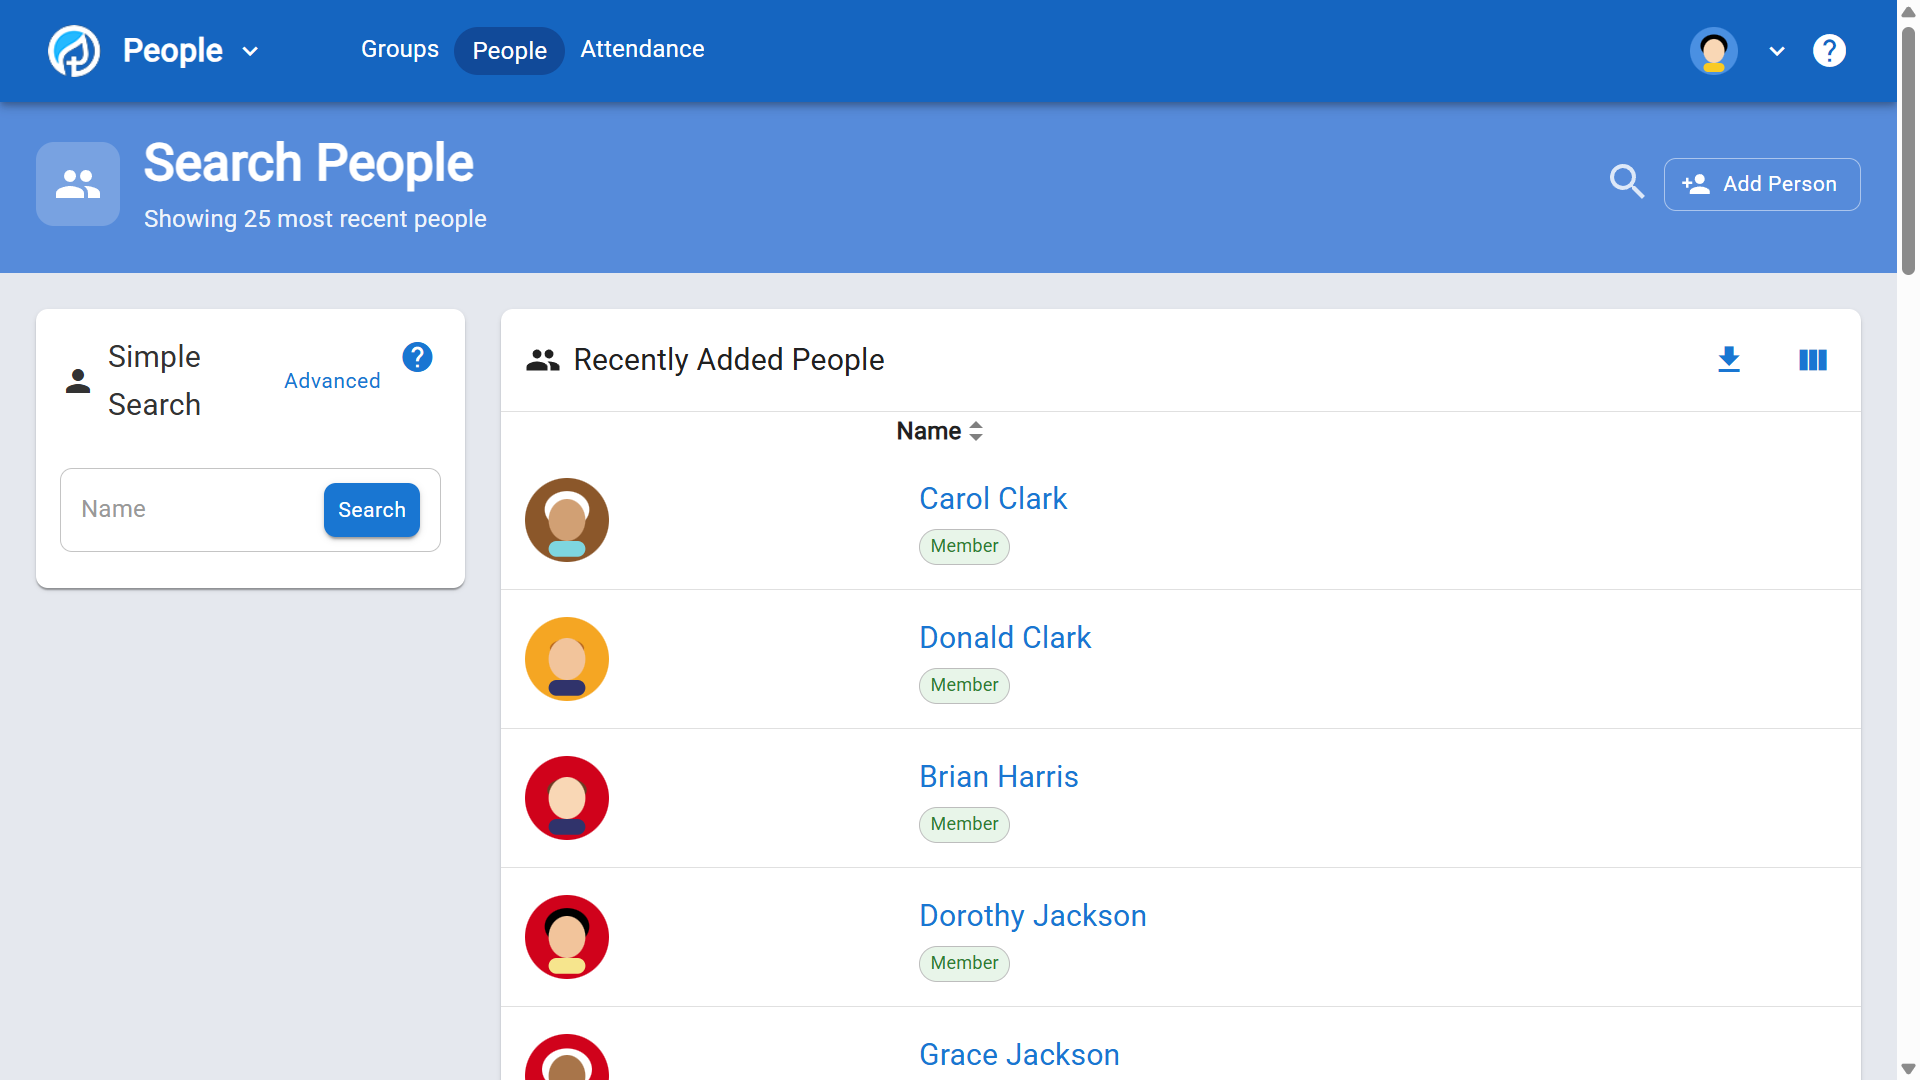 People
Groups
People
Attendance
Search People
Showing 25 most recent people
Add Person
Simple
Search
Advanced
Name
Search
Recently Added People
Name
Carol Clark
Member
Donald Clark
Member
Brian Harris
Member
Dorothy Jackson
Member
Grace Jackson